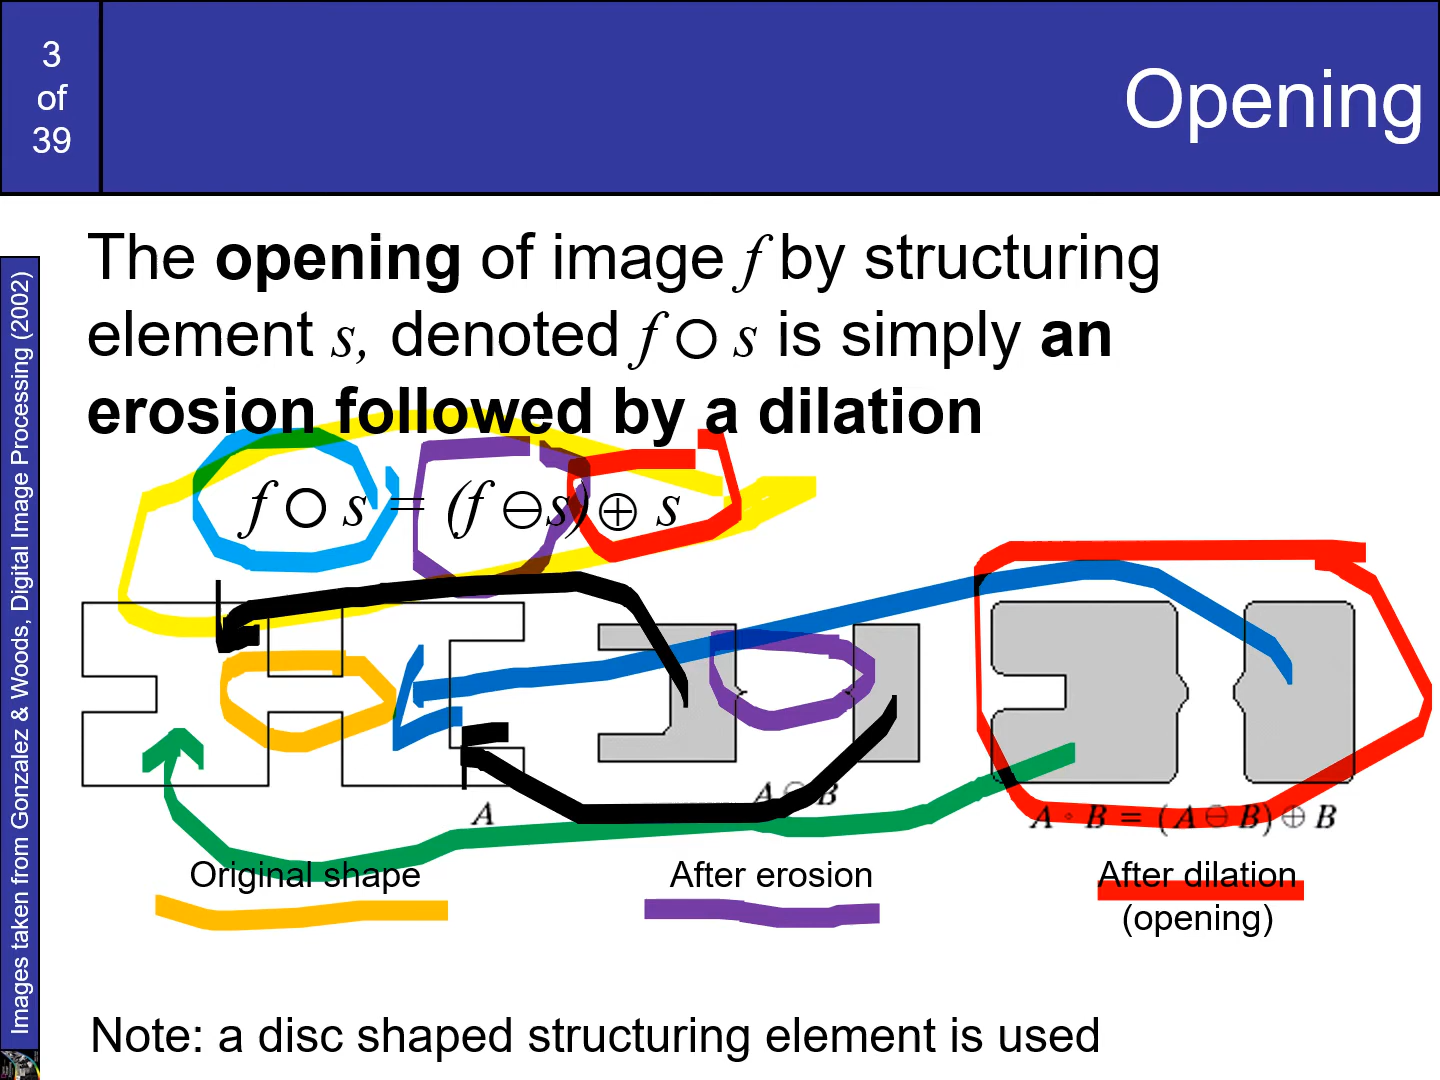 3
of
39
Opening
Images taken from Gonzalez & Woods, Digital Image Processing (2002)
The opening of image f by structuring
element s, denoted f ○ s is simply an
erosion followed by a dilation
f ○ s = (f ⊖ s) ⊕ s
A
A ⊖ B
A ∘ B = (A ⊖ B) ⊕ B
Original shape
After erosion
After dilation
(opening)
Note: a disc shaped structuring element is used